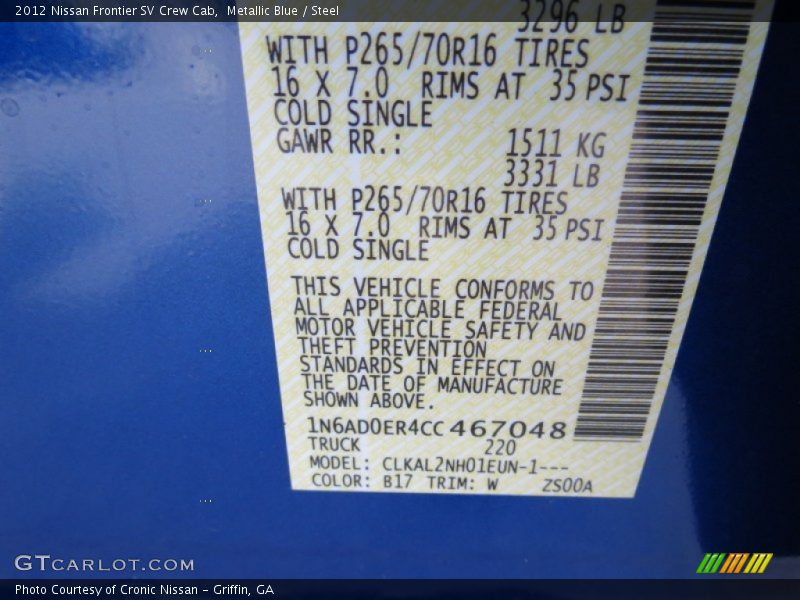 2012 Nissan Frontier SV Crew Cab,  Metallic Blue / Steel
3296 LB
WITH P265/70R16 TIRES
16 X 7.0 RIMS AT 35 PSI
COLD SINGLE
GAWR RR.: 1511 KG
3331 LB
WITH P265/70R16 TIRES
16 X 7.0 RIMS AT 35 PSI
COLD SINGLE
THIS VEHICLE CONFORMS TO
ALL APPLICABLE FEDERAL
MOTOR VEHICLE SAFETY AND
THEFT PREVENTION
STANDARDS IN EFFECT ON
THE DATE OF MANUFACTURE
SHOWN ABOVE.
1N6AD0ER4CC467048
TRUCK 220
MODEL: CLKAL2NH01EUN-1---
COLOR: B17 TRIM: W ZS00A
GTCARLOT.COM
Photo Courtesy of Cronic Nissan - Griffin, GA